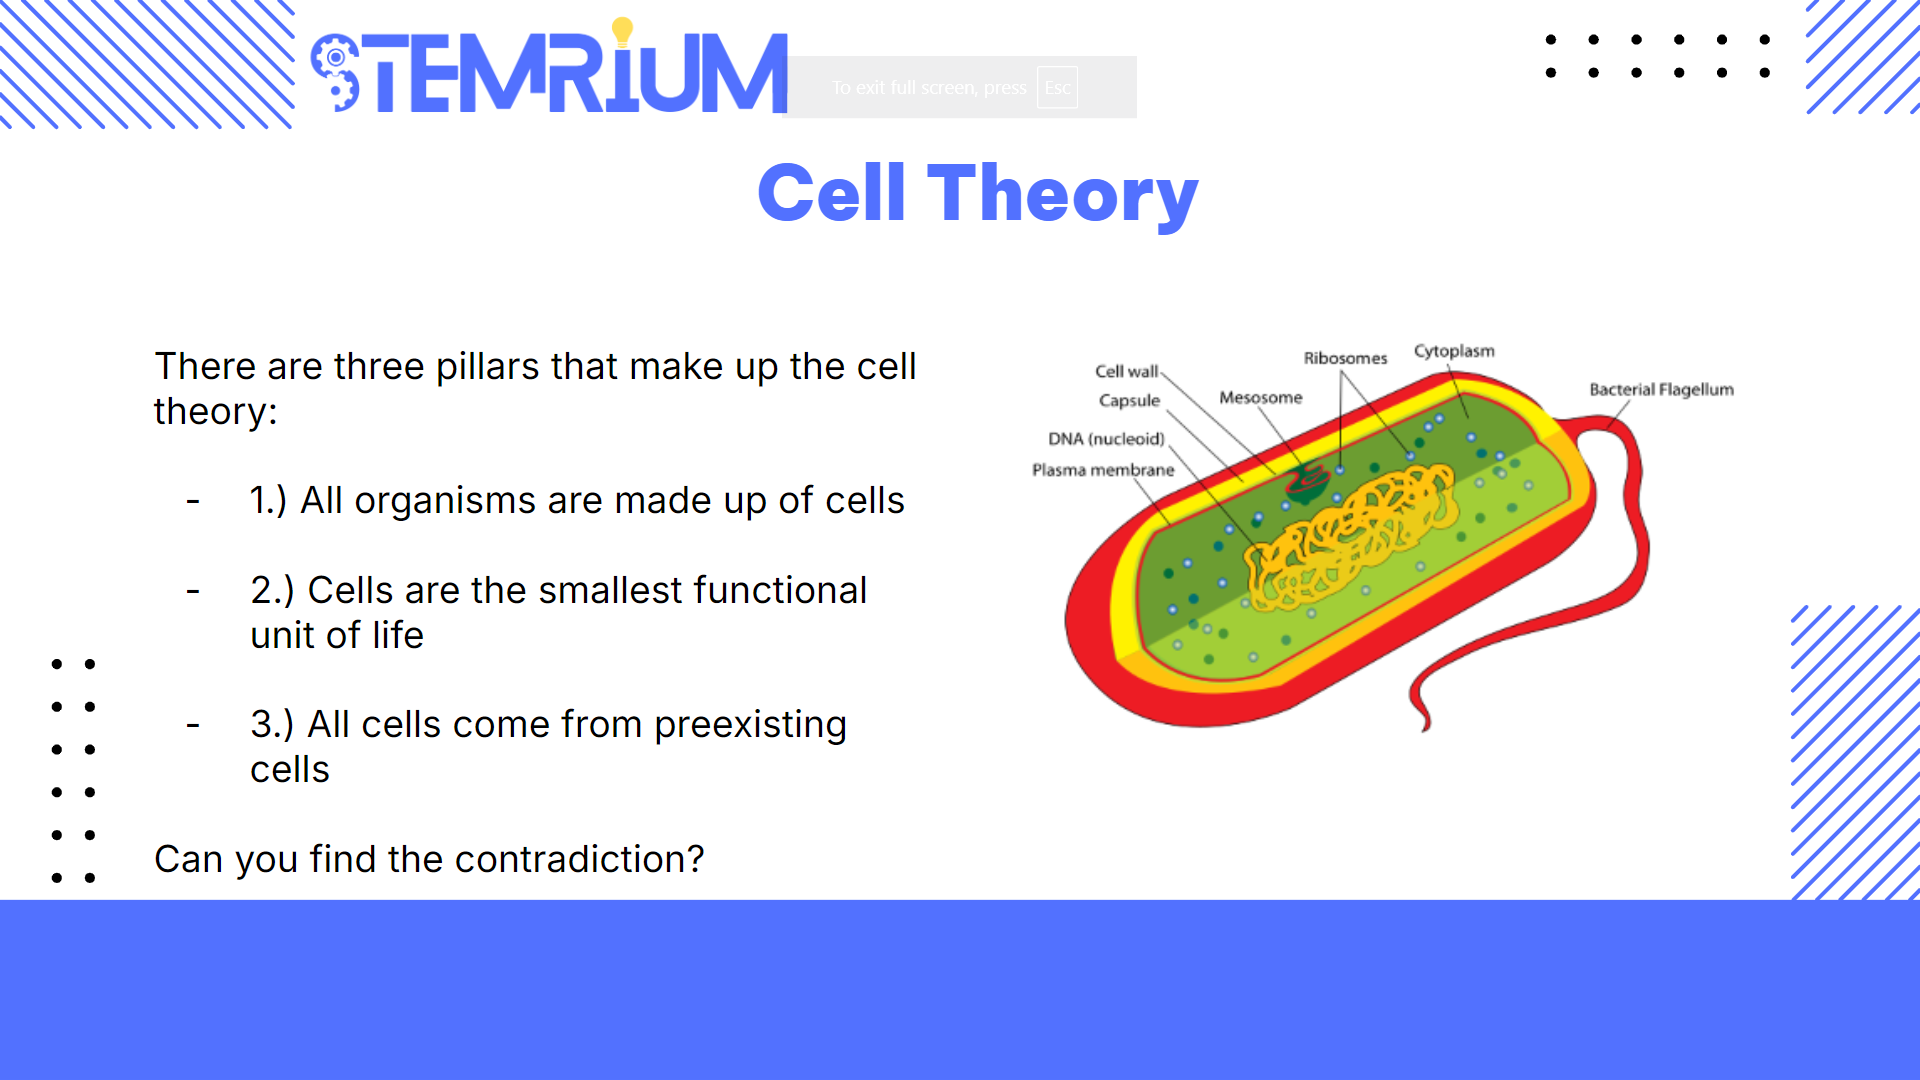 STEMRIUM
To exit full screen, press Esc
Cell Theory
There are three pillars that make up the cell
theory:
- 1.) All organisms are made up of cells
- 2.) Cells are the smallest functional
unit of life
- 3.) All cells come from preexisting
cells
Can you find the contradiction?
Cell wall
Capsule
DNA (nucleoid)
Plasma membrane
Mesosome
Ribosomes
Cytoplasm
Bacterial Flagellum